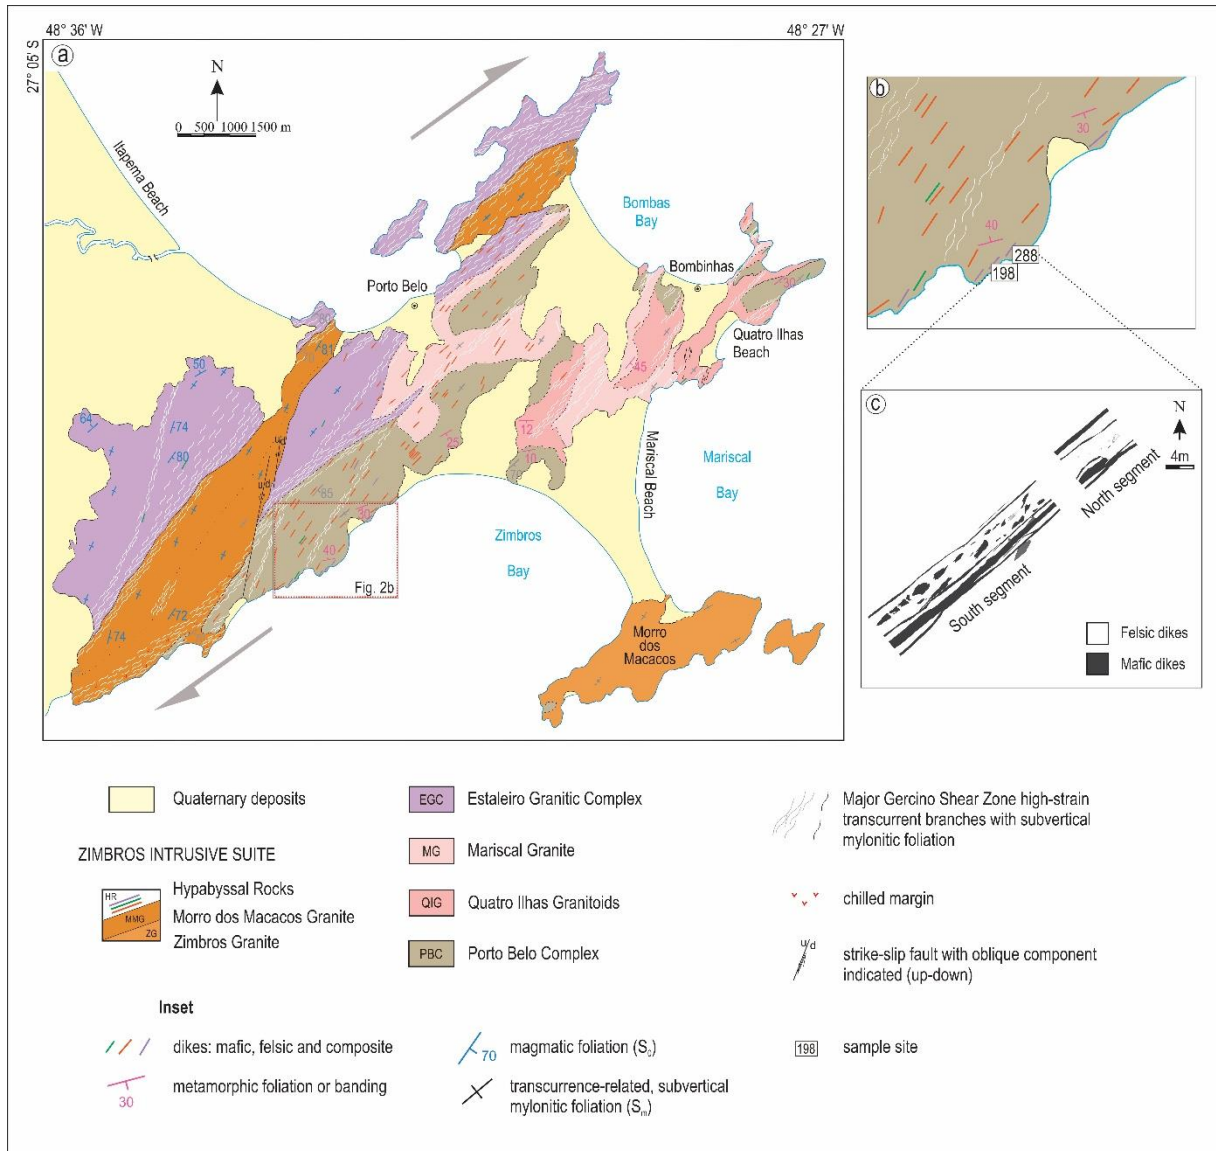 48° 36' W
48° 27' W
27° 05' S
a
N
0 500 1000 1500 m
Itapema Beach
Bombas
Bay
Porto Belo
Bombinhas
Quatro Ilhas
Beach
Mariscal Beach
Mariscal
Bay
Zimbros
Bay
Morro
dos
Macacos
Fig. 2b
50
64
74
80
81
u/d
u/d
85
25
30
40
45
12
10
30
72
74
b
30
40
288
198
c
N
4m
North segment
South segment
Felsic dikes
Mafic dikes
Quaternary deposits
ZIMBROS INTRUSIVE SUITE
HR
Hypabyssal Rocks
MMG
Morro dos Macacos Granite
ZG
Zimbros Granite
EGC
Estaleiro Granitic Complex
MG
Mariscal Granite
QIG
Quatro Ilhas Granitoids
PBC
Porto Belo Complex
Major Gercino Shear Zone high-strain
transcurrent branches with subvertical
mylonitic foliation
chilled margin
u/d
strike-slip fault with oblique component
indicated (up-down)
Inset
dikes: mafic, felsic and composite
metamorphic foliation or banding
30
70
magmatic foliation (S₀)
transcurrence-related, subvertical
mylonitic foliation (Sₘ)
198
sample site